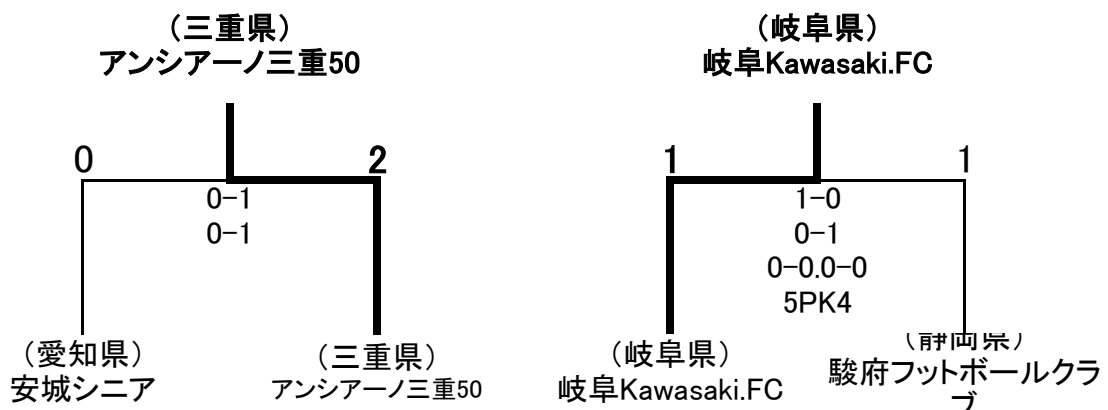 （三重県）
アンシアーノ三重50
0
2
0-1
0-1
（愛知県）
安城シニア
（三重県）
アンシアーノ三重50
（岐阜県）
岐阜Kawasaki.FC
1
1
1-0
0-1
0-0.0-0
5PK4
（岐阜県）
岐阜Kawasaki.FC
（静岡県）
駿府フットボールクラ
ブ